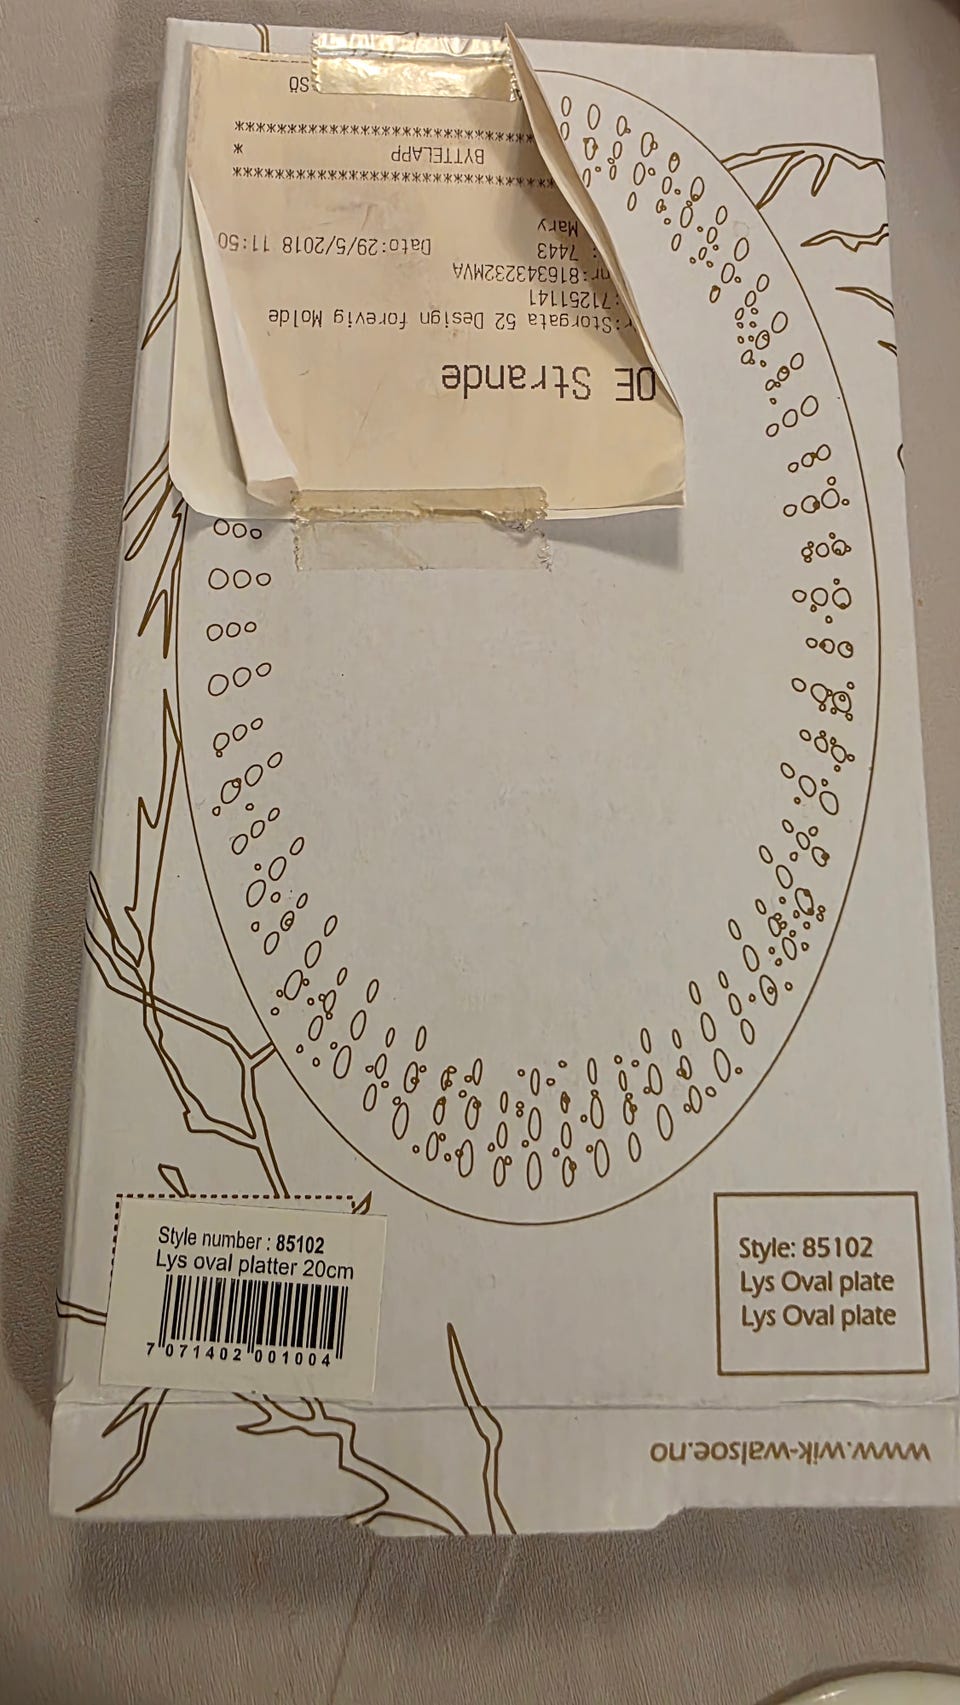 OE Strande
r:Storgata 52 Design forevig Molde
:71251141
nr:816343232MVA
: 7443 Dato:29/5/2018 11:50
Mary
******************************
BYTTELAPP *
******************************
SÖ
Style number : 85102
Lys oval platter 20cm
7 071402 001004
Style: 85102
Lys Oval plate
Lys Oval plate
www.wik-walsoe.no